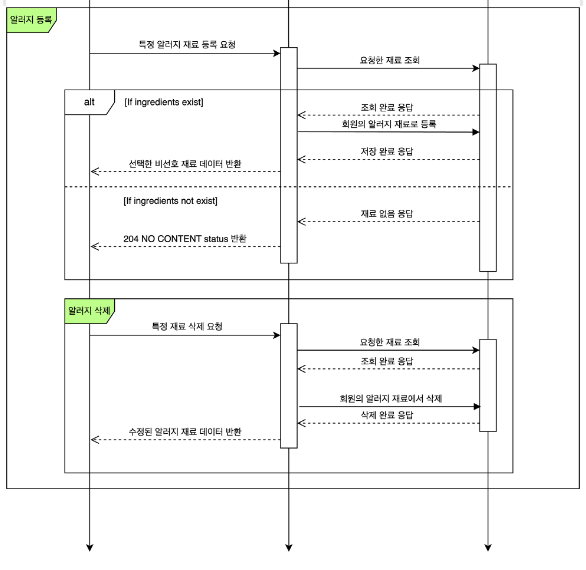 알러지 등록
특정 알러지 재료 등록 요청
요청한 재료 조회
alt
[If ingredients exist]
조회 완료 응답
회원의 알러지 재료로 등록
저장 완료 응답
선택한 비선호 재료 데이터 반환
[If ingredients not exist]
재료 없음 응답
204 NO CONTENT status 반환
알러지 삭제
특정 재료 삭제 요청
요청한 재료 조회
조회 완료 응답
회원의 알러지 재료에서 삭제
삭제 완료 응답
수정된 알러지 재료 데이터 반환